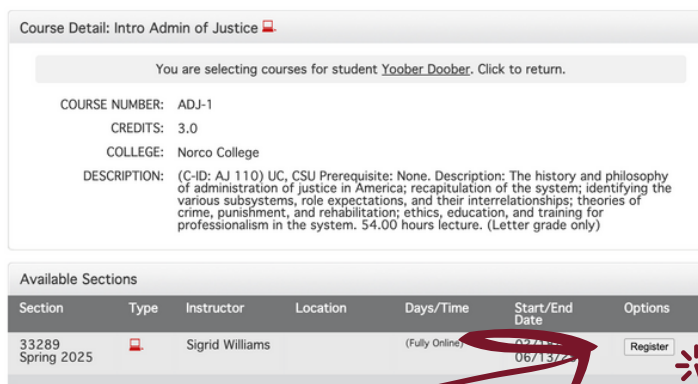 Course Detail: Intro Admin of Justice
You are selecting courses for student Yoober Doober. Click to return.
COURSE NUMBER: ADJ-1
CREDITS: 3.0
COLLEGE: Norco College
DESCRIPTION: (C-ID: AJ 110) UC, CSU Prerequisite: None. Description: The history and philosophy
of administration of justice in America; recapitulation of the system; identifying the
various subsystems, role expectations, and their interrelationships; theories of
crime, punishment, and rehabilitation; ethics, education, and training for
professionalism in the system. 54.00 hours lecture. (Letter grade only)
Available Sections
Section Type Instructor Location Days/Time Start/End Date Options
33289 Sigrid Williams (Fully Online) Register
Spring 2025